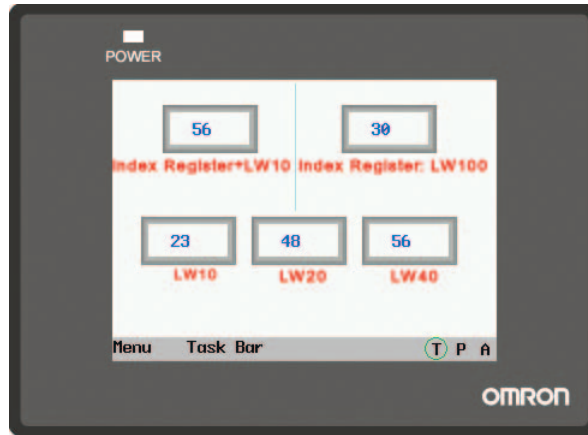 POWER
56
30
Index Register+LW10
Index Register: LW100
23
48
56
LW10
LW20
LW40
Menu Task Bar T P A
OMRON